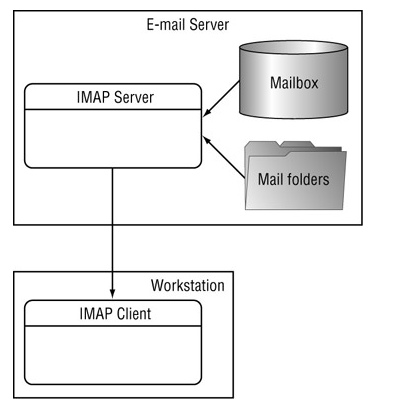 E-mail Server
IMAP Server
Mailbox
Mail folders
Workstation
IMAP Client